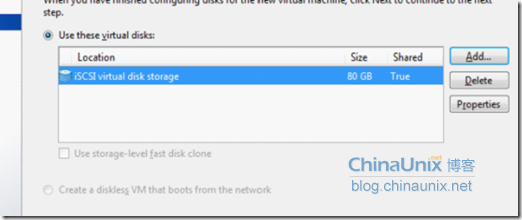 When you have finished configuring disks for the new virtual machine, click Next to continue to the next
step.
Use these virtual disks:
Location Size Shared
iSCSI virtual disk storage 80 GB True
Add...
Delete
Properties
Use storage-level fast disk clone
Create a diskless VM that boots from the network
ChinaUnix 博客
blog.chinaunix.net